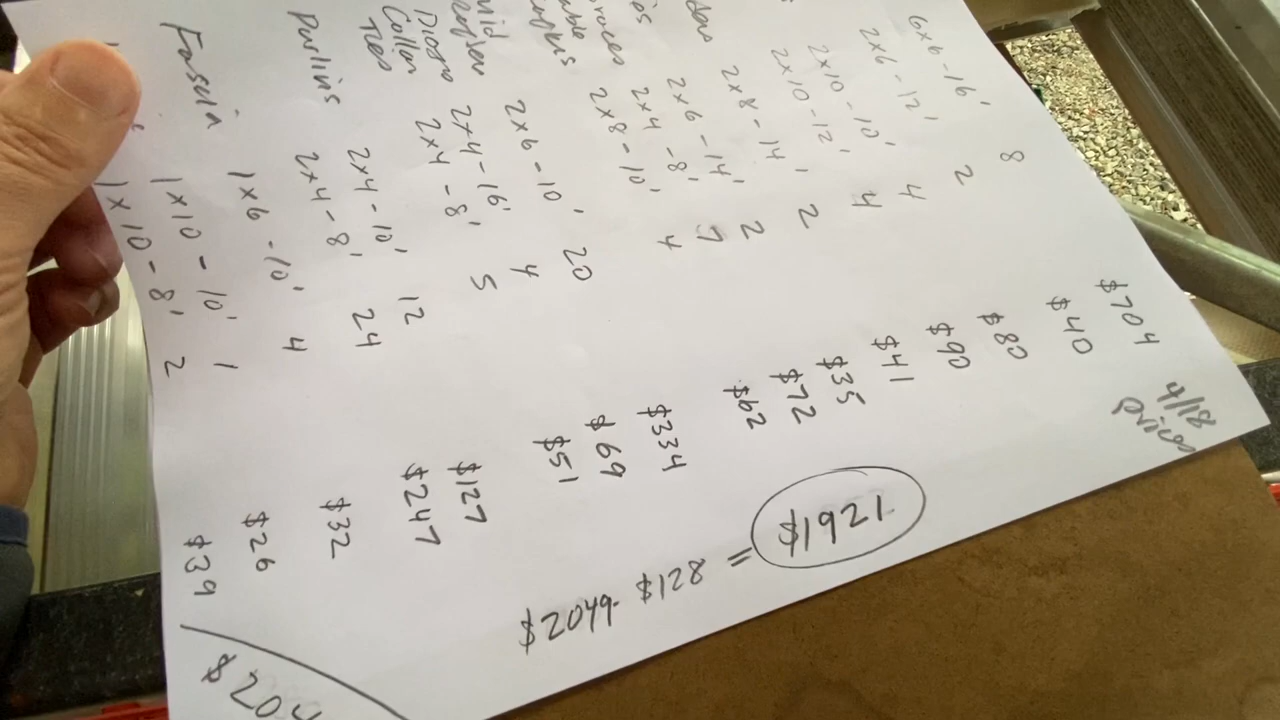 4/18
prices
6x6-16' 8 $704
2x6-12' 2 $40
2x10-10' 4 $80
2x10-12' 4 $90
2x8-14' 2 $41
2x6-14' 2 $35
2x4-8' 7 $72
2x8-10' 4 $62
2x6-10' 20 $334
2x4-16' 4 $69
Collar 2x4-8' 5 $51
Ties
Purlins 2x4-10' 12 $127
2x4-8' 24 $247
Fascia 1x6-10' 4 $32
1x10-10' 1 $26
1x10-8' 2 $39
$2049- $128 = $1921